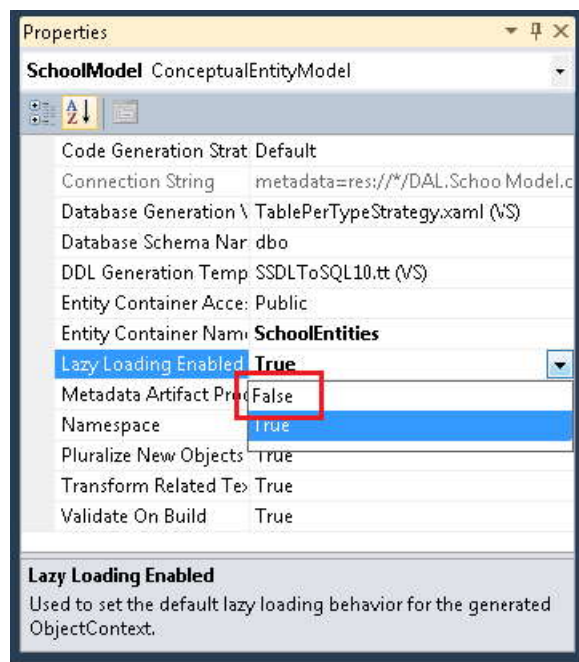 Properties
SchoolModel ConceptualEntityModel
Code Generation Strat Default
Connection String metadata=res://*/DAL.Schoo Model.c
Database Generation \ TablePerTypeStrategy.xaml (VS)
Database Schema Nar dbo
DDL Generation Temp SSDLToSQL10.tt (VS)
Entity Container Acce: Public
Entity Container Nam SchoolEntities
Lazy Loading Enabled True
Metadata Artifact Proc False
Namespace True
Pluralize New Objects True
Transform Related Tex True
Validate On Build True
Lazy Loading Enabled
Used to set the default lazy loading behavior for the generated
ObjectContext.